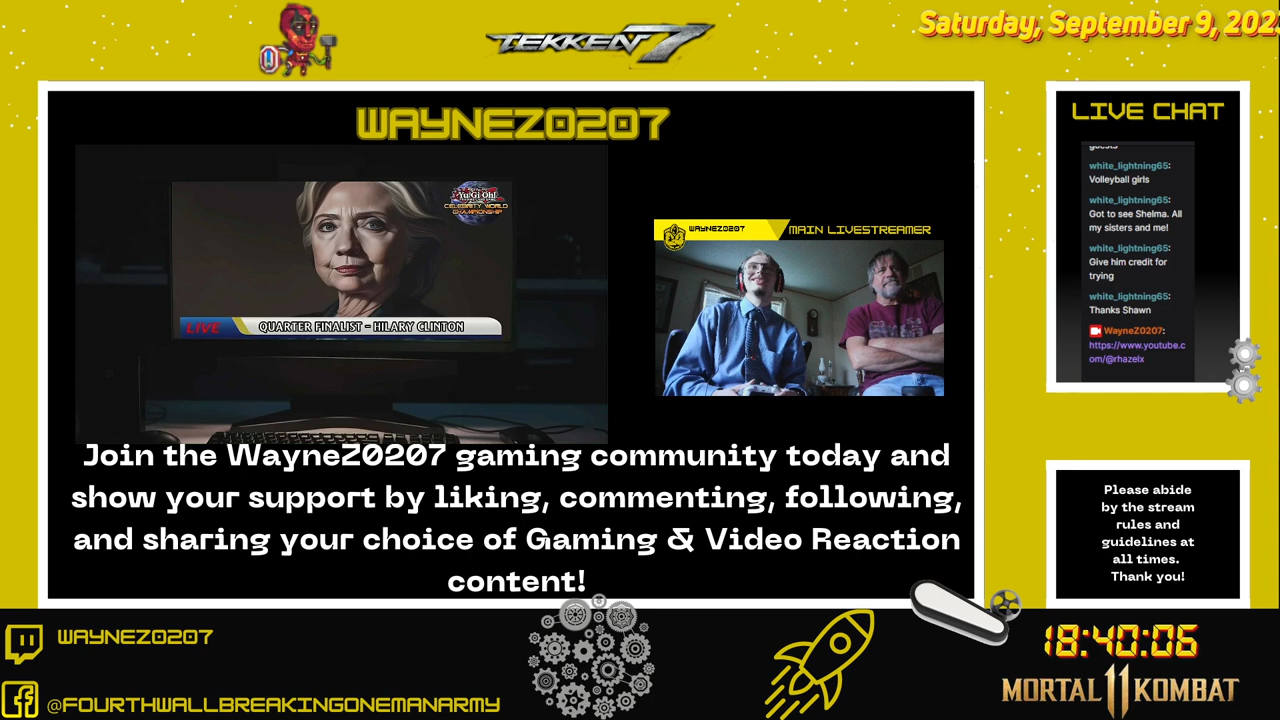 TEKKEN 7
Saturday, September 9, 202
WAYNEZ0207
Yu-Gi-Oh!
CELEBRITY WORLD
CHAMPIONSHIP
LIVE
QUARTER FINALIST - HILARY CLINTON
WAYNEZ0207
MAIN LIVESTREAMER
Join the WayneZ0207 gaming community today and
show your support by liking, commenting, following,
and sharing your choice of Gaming & Video Reaction
content!
LIVE CHAT
guests
white_lightning65:
Volleyball girls
white_lightning65:
Got to see Shelma. All
my sisters and me!
white_lightning65:
Give him credit for
trying
white_lightning65:
Thanks Shawn
WayneZ0207:
https://www.youtube.c
om/@rhazelx
Please abide
by the stream
rules and
guidelines at
all times.
Thank you!
WAYNEZ0207
@FOURTHWALLBREAKINGONEMANARMY
18:40:06
MORTAL KOMBAT 11